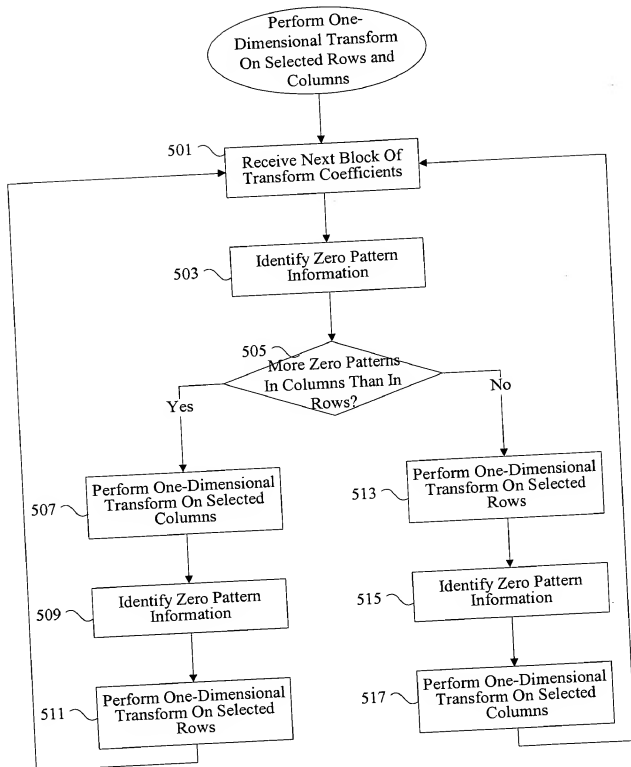 Perform One-
Dimensional Transform
On Selected Rows and
Columns
501
Receive Next Block Of
Transform Coefficients
503
Identify Zero Pattern
Information
505
More Zero Patterns
In Columns Than In
Rows?
Yes
No
507
Perform One-Dimensional
Transform On Selected
Columns
513
Perform One-Dimensional
Transform On Selected
Rows
509
Identify Zero Pattern
Information
515
Identify Zero Pattern
Information
511
Perform One-Dimensional
Transform On Selected
Rows
517
Perform One-Dimensional
Transform On Selected
Columns